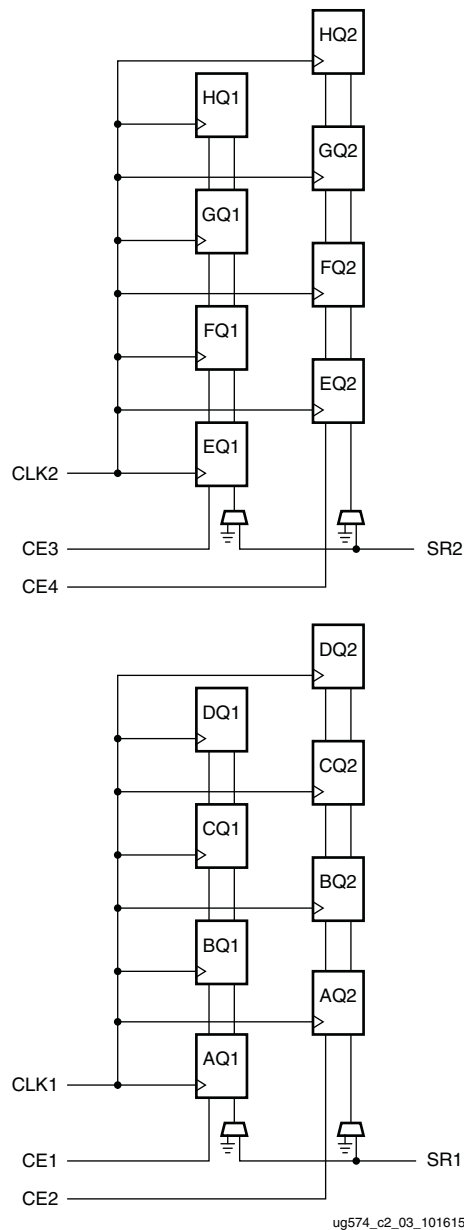 HQ2
HQ1
GQ2
GQ1
FQ2
FQ1
EQ2
EQ1
CLK2
CE3
SR2
CE4
DQ2
DQ1
CQ2
CQ1
BQ2
BQ1
AQ2
AQ1
CLK1
CE1
SR1
CE2
ug574_c2_03_101615